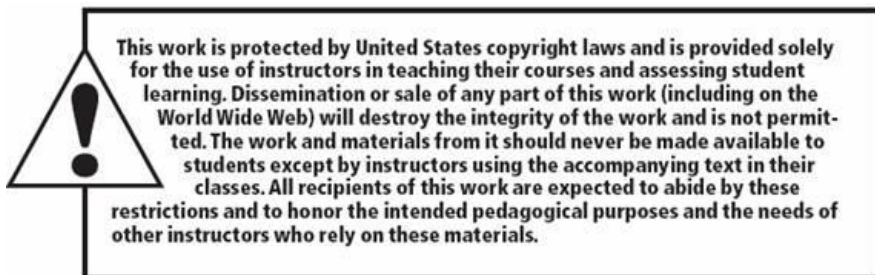 This work is protected by United States copyright laws and is provided solely
for the use of instructors in teaching their courses and assessing student
learning. Dissemination or sale of any part of this work (including on the
World Wide Web) will destroy the integrity of the work and is not permit-
ted. The work and materials from it should never be made available to
students except by instructors using the accompanying text in their
classes. All recipients of this work are expected to abide by these
restrictions and to honor the intended pedagogical purposes and the needs of
other instructors who rely on these materials.